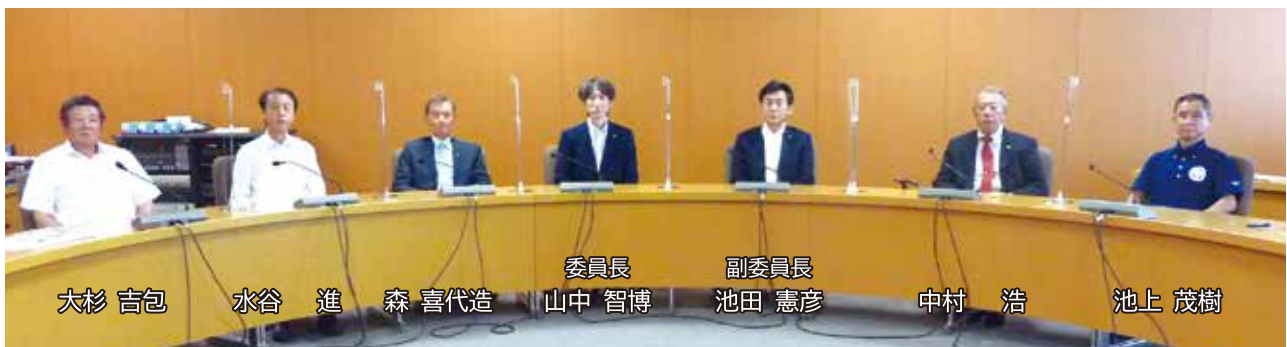 委員長 副委員長
大杉 吉包 水谷 進 森 喜代造 山中 智博 池田 憲彦 中村 浩 池上 茂樹